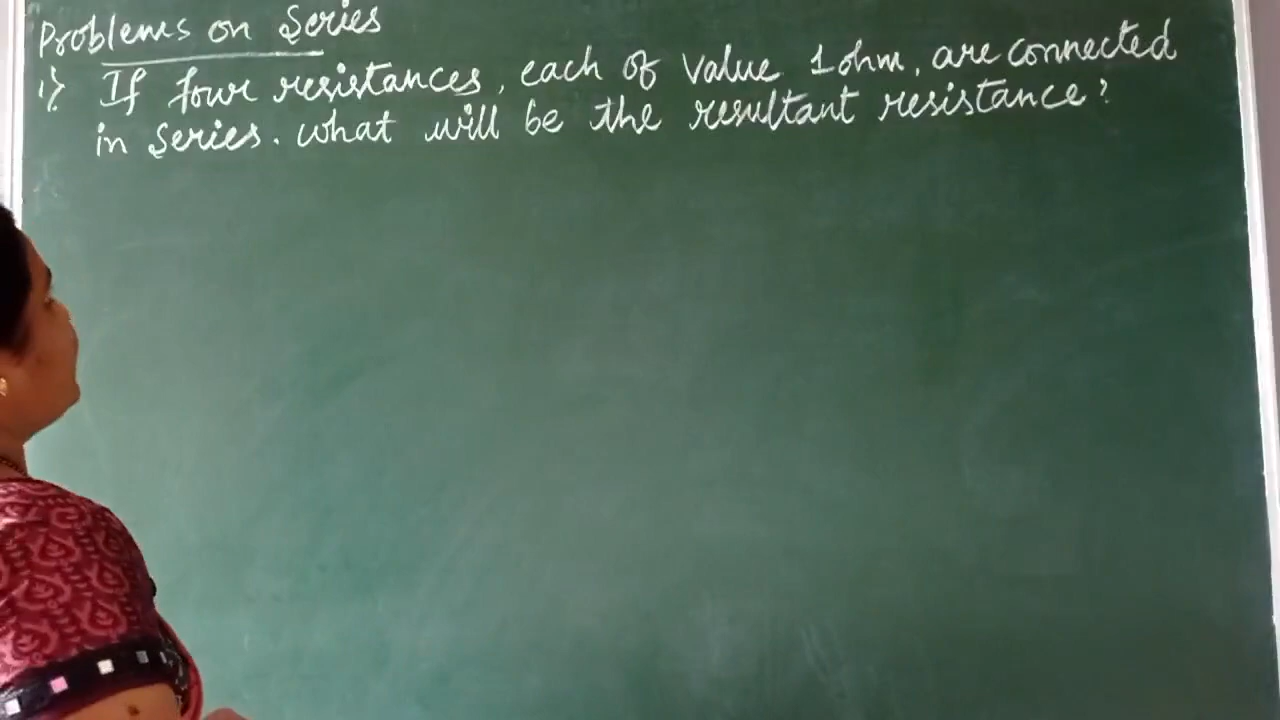 Problems on Series
1) If four resistances, each of value 1 ohm, are connected
in series. what will be the resultant resistance?